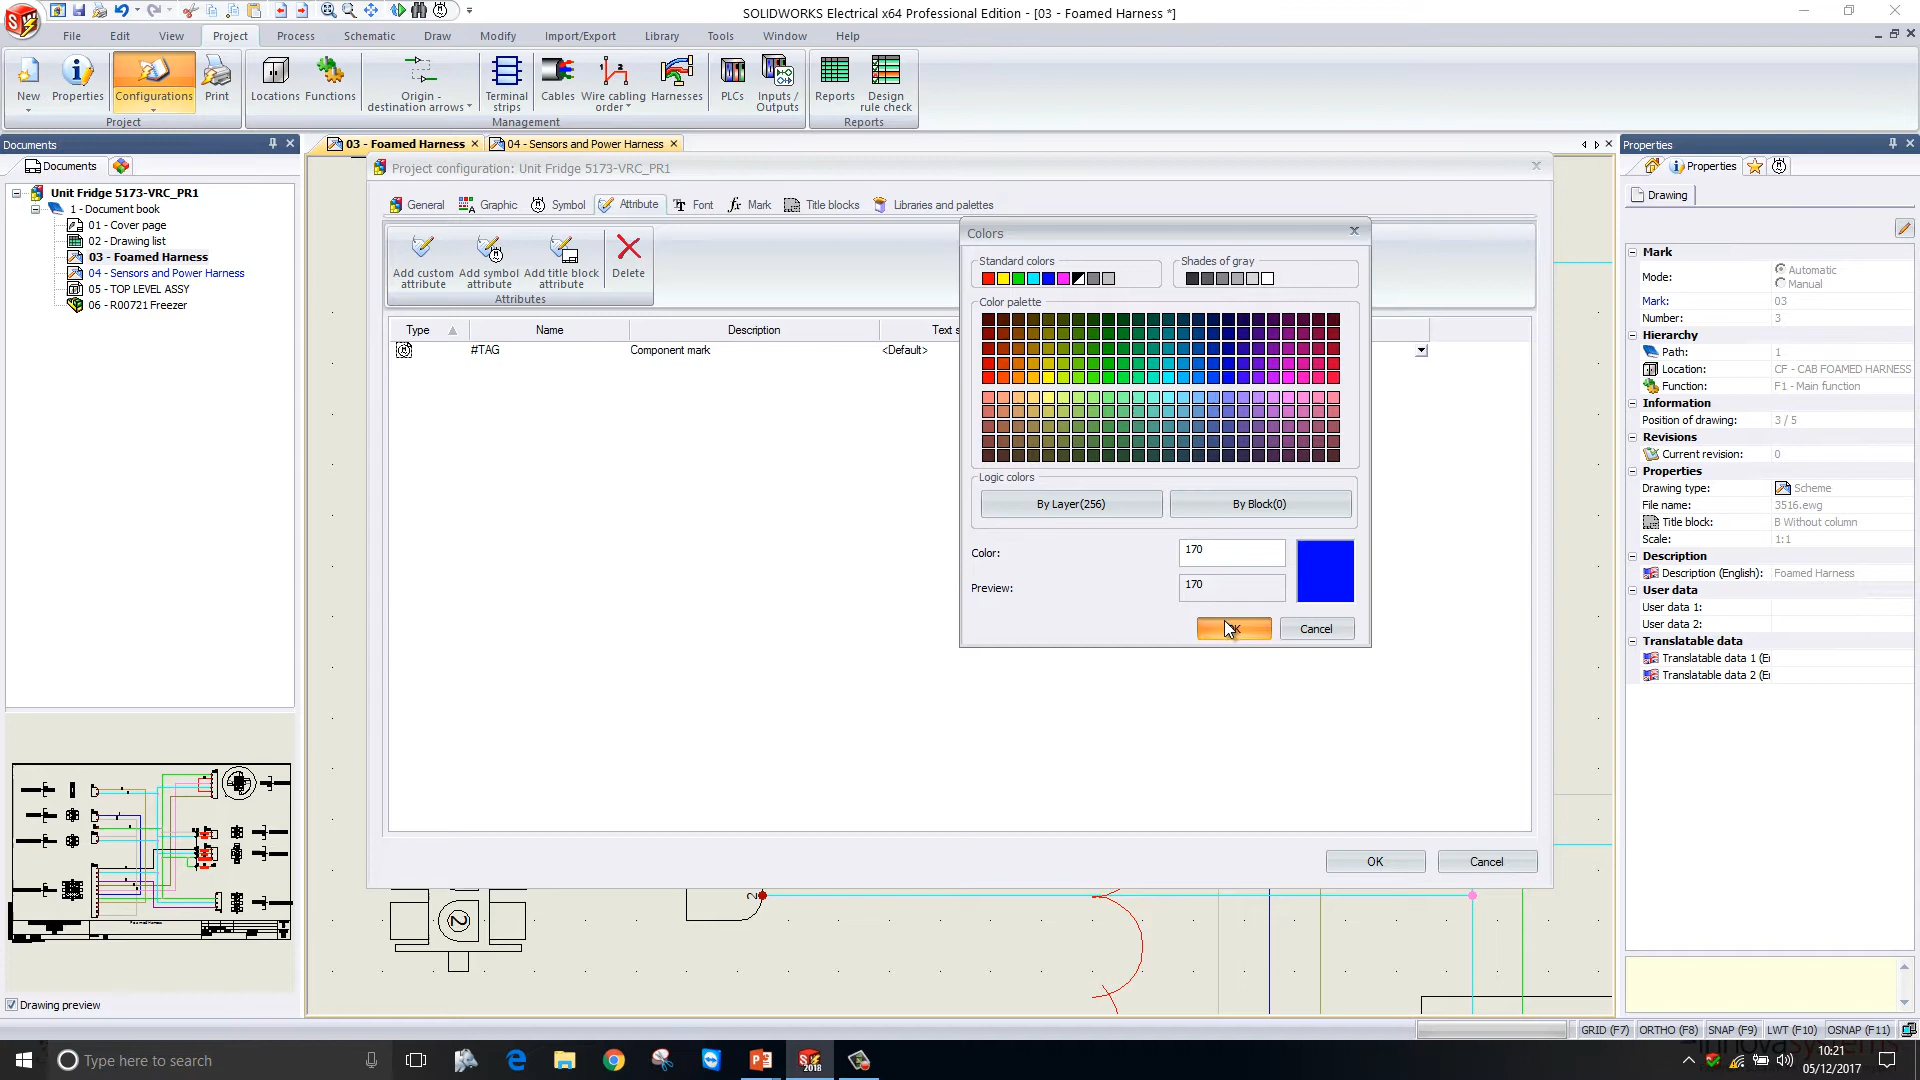 SOLIDWORKS Electrical x64 Professional Edition - [03 - Foamed Harness *]
File Edit View Project Process Schematic Draw Modify Import/Export Library Tools Window Help
New Properties Configurations Print Locations Functions Origin - destination arrows Terminal strips Cables Wire cabling order Harnesses PLCs Inputs / Outputs Reports Design rule check
Project Management Reports
Documents
Documents
Unit Fridge 5173-VRC_PR1
1 - Document book
01 - Cover page
02 - Drawing list
03 - Foamed Harness
04 - Sensors and Power Harness
05 - TOP LEVEL ASSY
06 - R00721 Freezer
Drawing preview
03 - Foamed Harness 04 - Sensors and Power Harness
Project configuration: Unit Fridge 5173-VRC_PR1
General Graphic Symbol Attribute Font Mark Title blocks Libraries and palettes
Add custom attribute Add symbol attribute Add title block attribute Delete
Attributes
Type Name Description Text s
#TAG Component mark <Default>
OK Cancel
Colors
Standard colors Shades of gray
Color palette
Logic colors
By Layer(256) By Block(0)
Color: 170
Preview: 170
Cancel
2
2
Properties
Properties
Drawing
Mark
Mode: Automatic
Manual
Mark: 03
Number: 3
Hierarchy
Path: 1
Location: CF - CAB FOAMED HARNESS
Function: F1 - Main function
Information
Position of drawing: 3 / 5
Revisions
Current revision: 0
Properties
Drawing type: Scheme
File name: 3516.ewg
Title block: B Without column
Scale: 1:1
Description
Description (English): Foamed Harness
User data
User data 1:
User data 2:
Translatable data
Translatable data 1 (E
Translatable data 2 (E
GRID (F7) ORTHO (F8) SNAP (F9) LWT (F10) OSNAP (F11)
Type here to search
2018
10:21
05/12/2017